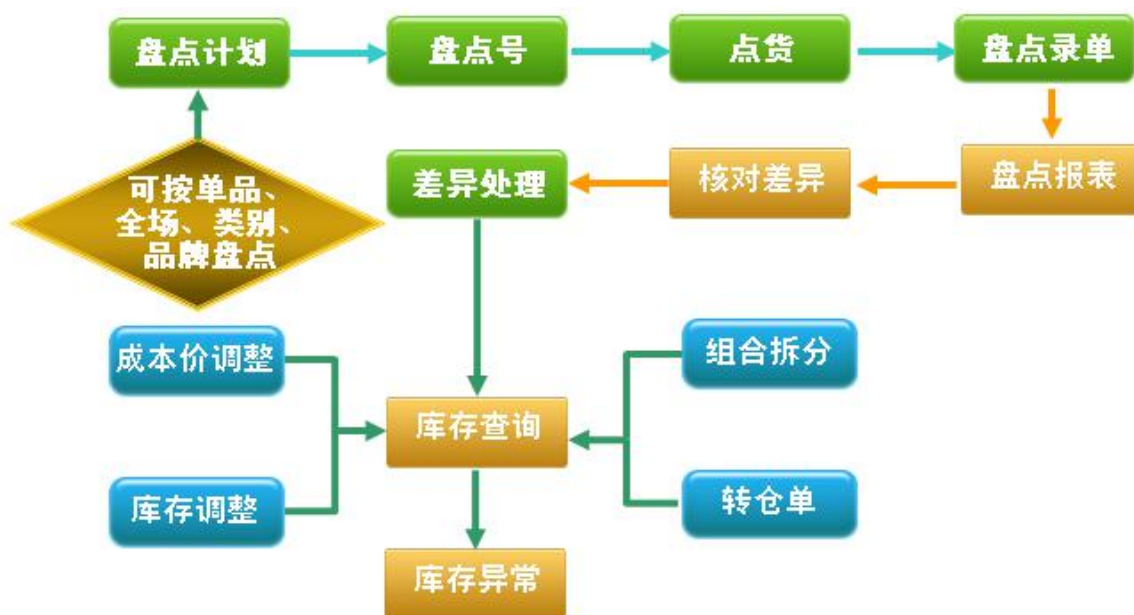 盘点计划
盘点号
点货
盘点录单
可按单品、
全场、类别、
品牌盘点
差异处理
核对差异
盘点报表
成本价调整
组合拆分
库存查询
库存调整
转仓单
库存异常